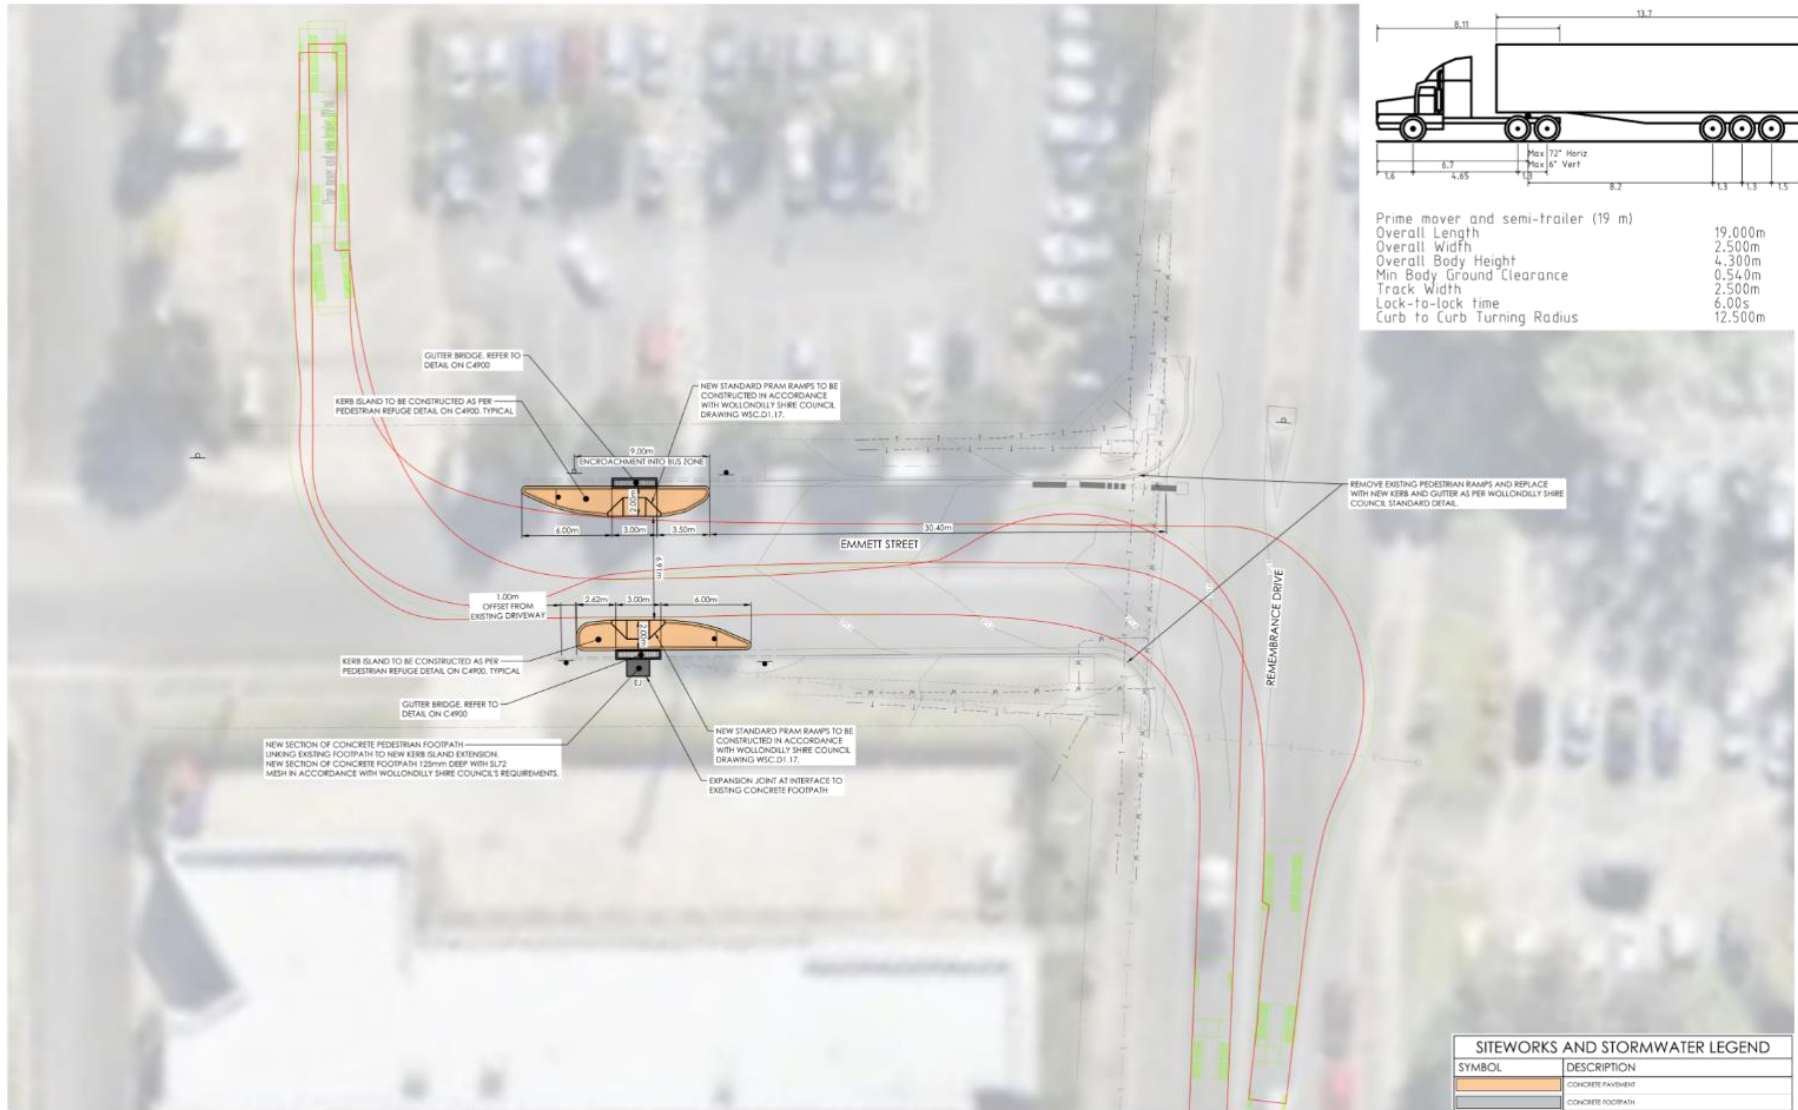 8.11
13.7
Max 72° Horiz
Max 6° Vert
6.7
1.6
4.65
1.3
8.2
1.3
1.3
1.5
Prime mover and semi-trailer (19 m)
Overall Length 19.000m
Overall Width 2.500m
Overall Body Height 4.300m
Min Body Ground Clearance 0.540m
Track Width 2.500m
Lock-to-lock time 6.00s
Curb to Curb Turning Radius 12.500m
Prime mover and semi-trailer (19 m)
GUTTER BRIDGE. REFER TO
DETAIL ON C4900
KERB ISLAND TO BE CONSTRUCTED AS PER
PEDESTRIAN REFUGE DETAIL ON C4900. TYPICAL
NEW STANDARD PRAM RAMPS TO BE
CONSTRUCTED IN ACCORDANCE
WITH WOLLONDILLY SHIRE COUNCIL
DRAWING WSC.D1.17.
9.00m
ENCROACHMENT INTO BUS ZONE
2.00m
6.00m
3.00m
3.50m
30.40m
EMMETT STREET
6.91m
REMOVE EXISTING PEDESTRIAN RAMPS AND REPLACE
WITH NEW KERB AND GUTTER AS PER WOLLONDILLY SHIRE
COUNCIL STANDARD DETAIL.
REMEMBRANCE DRIVE
1.00m
OFFSET FROM
EXISTING DRIVEWAY
2.62m
3.00m
6.00m
2.00m
KERB ISLAND TO BE CONSTRUCTED AS PER
PEDESTRIAN REFUGE DETAIL ON C4900. TYPICAL
EJ
GUTTER BRIDGE. REFER TO
DETAIL ON C4900
NEW SECTION OF CONCRETE PEDESTRIAN FOOTPATH
LINKING EXISTING FOOTPATH TO NEW KERB ISLAND EXTENSION.
NEW SECTION OF CONCRETE FOOTPATH 125mm DEEP WITH SL72
MESH IN ACCORDANCE WITH WOLLONDILLY SHIRE COUNCIL'S REQUIREMENTS.
NEW STANDARD PRAM RAMPS TO BE
CONSTRUCTED IN ACCORDANCE
WITH WOLLONDILLY SHIRE COUNCIL
DRAWING WSC.D1.17.
EXPANSION JOINT AT INTERFACE TO
EXISTING CONCRETE FOOTPATH
SITEWORKS AND STORMWATER LEGEND
SYMBOL DESCRIPTION
CONCRETE PAVEMENT
CONCRETE FOOTPATH